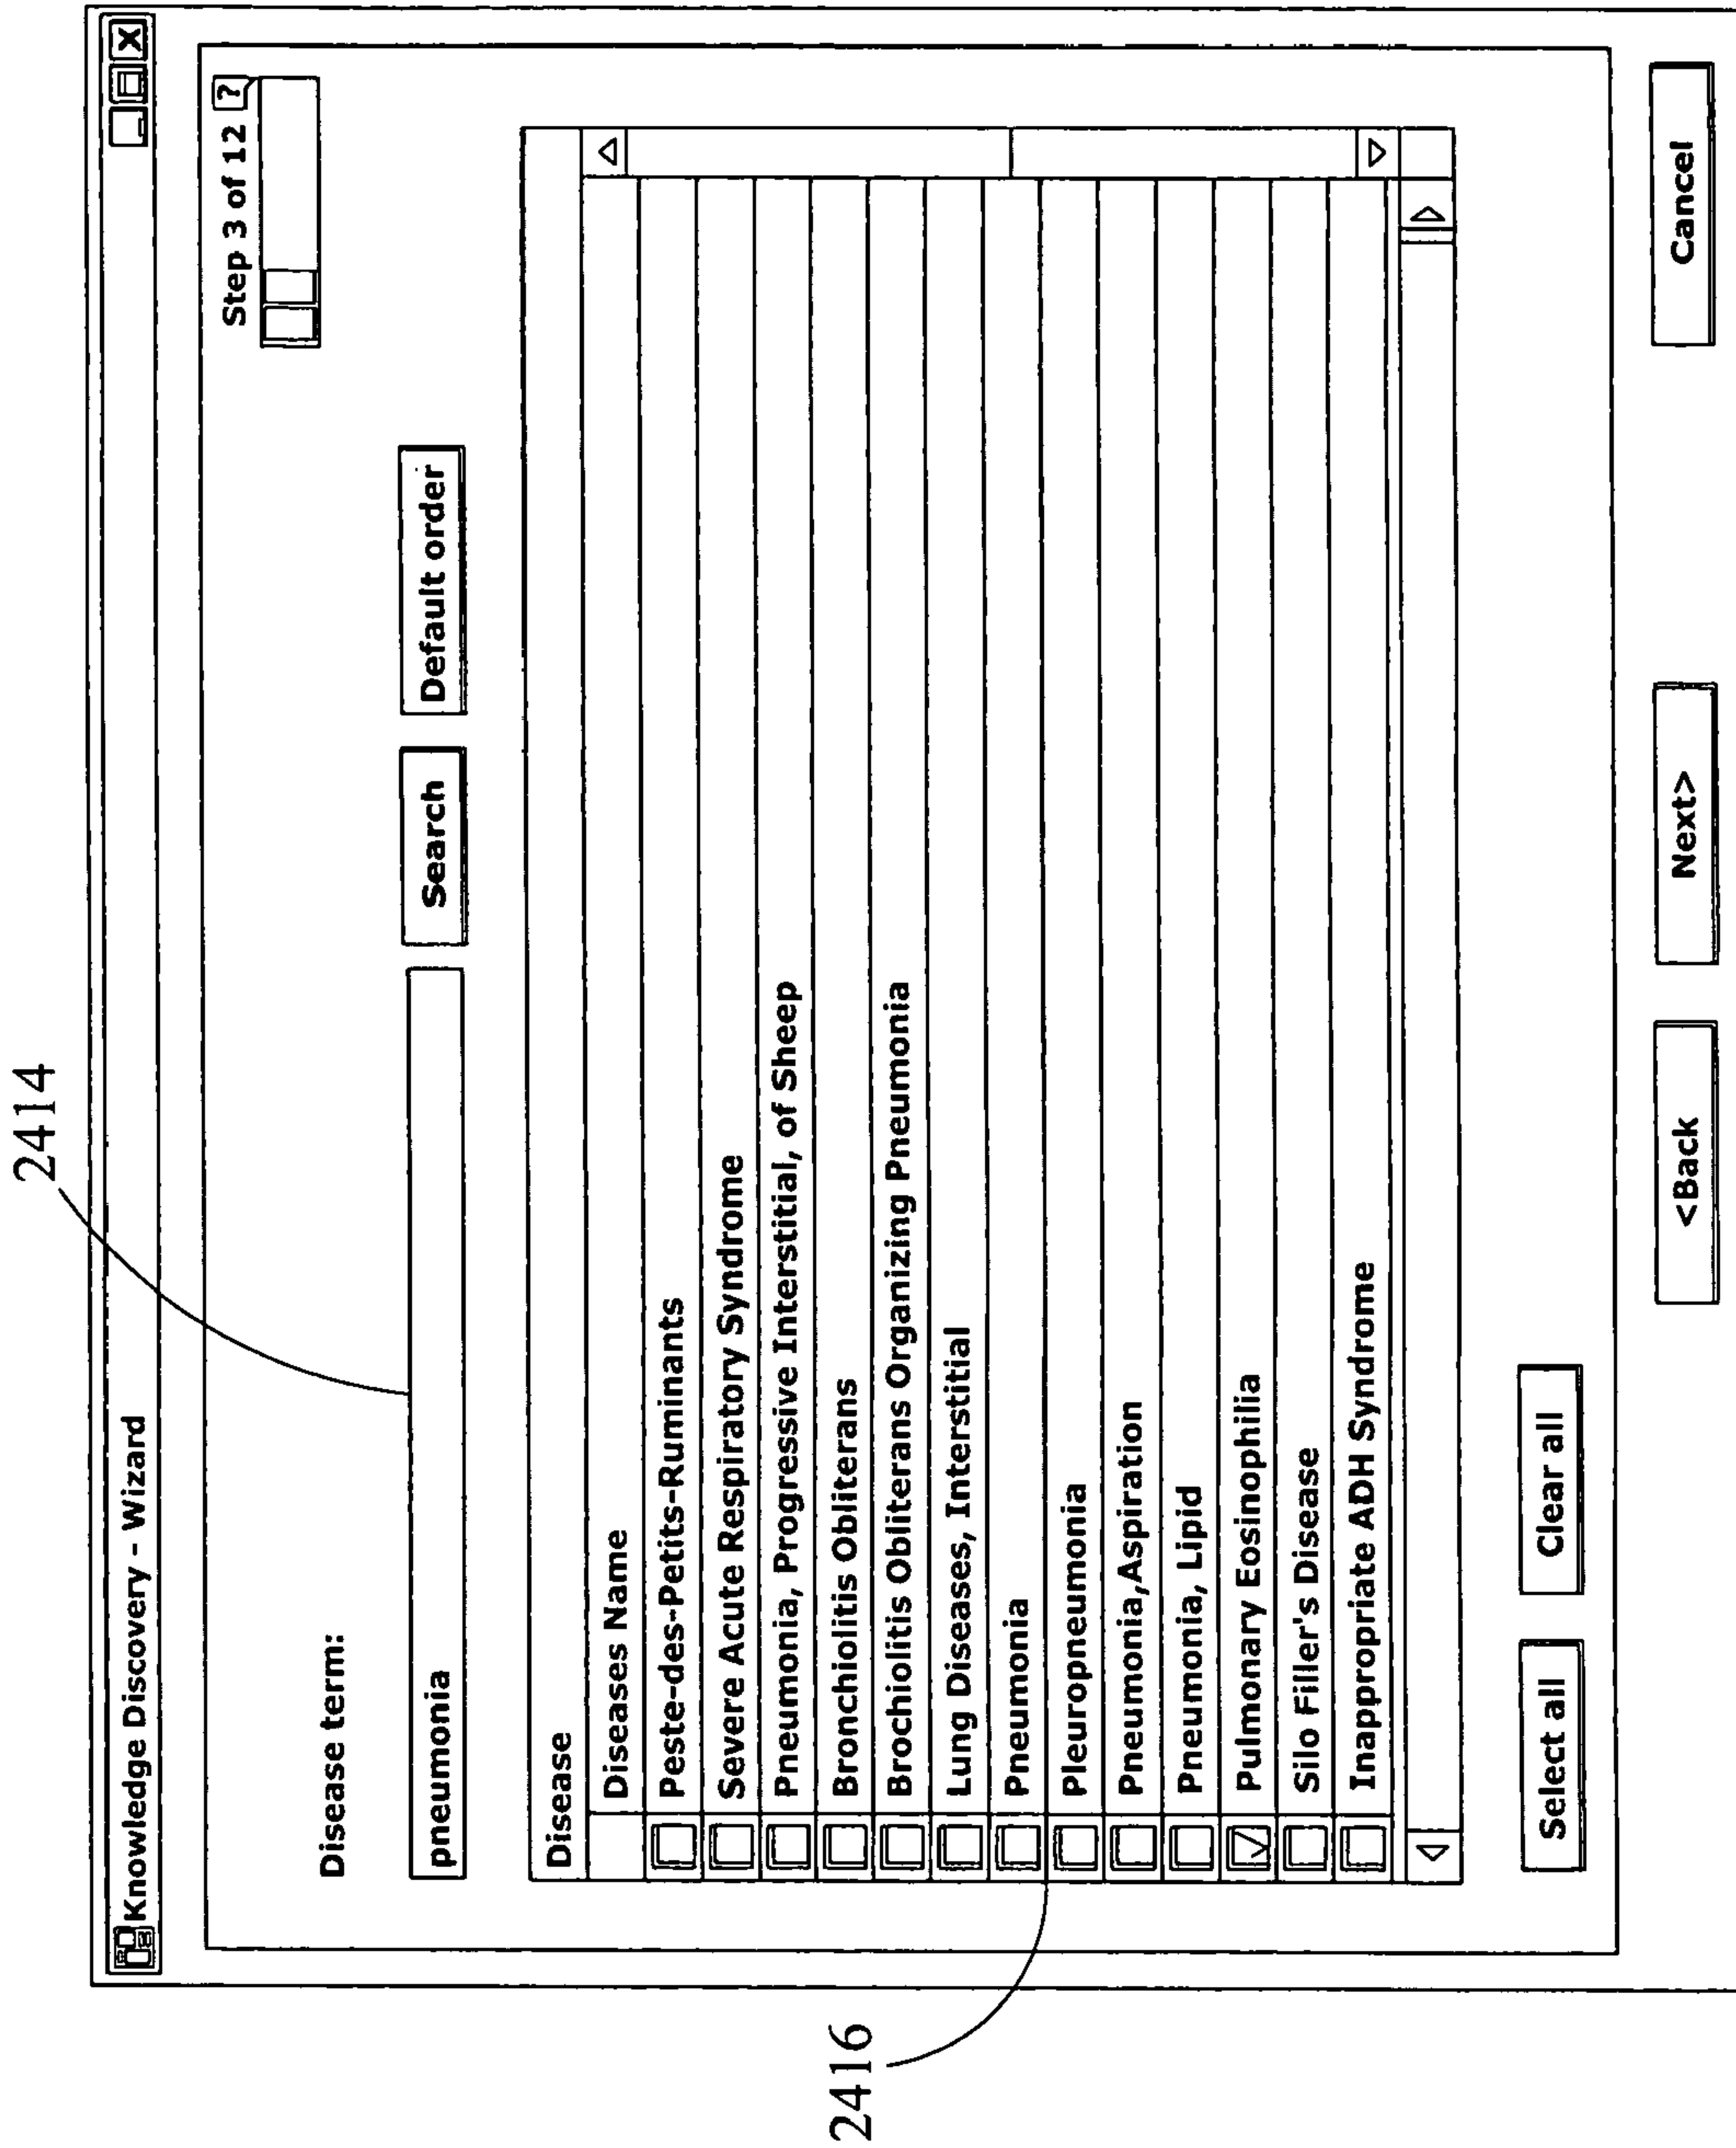 2414
Knowledge Discovery - Wizard
X
Step 3 of 12 ?
Disease term:
pneumonia
Search
Default order
Disease
Diseases Name
Peste-des-Petits-Ruminants
Severe Acute Respiratory Syndrome
Pneumonia, Progressive Interstitial, of Sheep
Bronchiolitis Obliterans
Brochiolitis Obliterans Organizing Pneumonia
Lung Diseases, Interstitial
Pneumonia
Pleuropneumonia
Pneumonia,Aspiration
Pneumonia, Lipid
Pulmonary Eosinophilia
Silo Filler's Disease
Inappropriate ADH Syndrome
2416
Select all
Clear all
<Back
Next>
Cancel